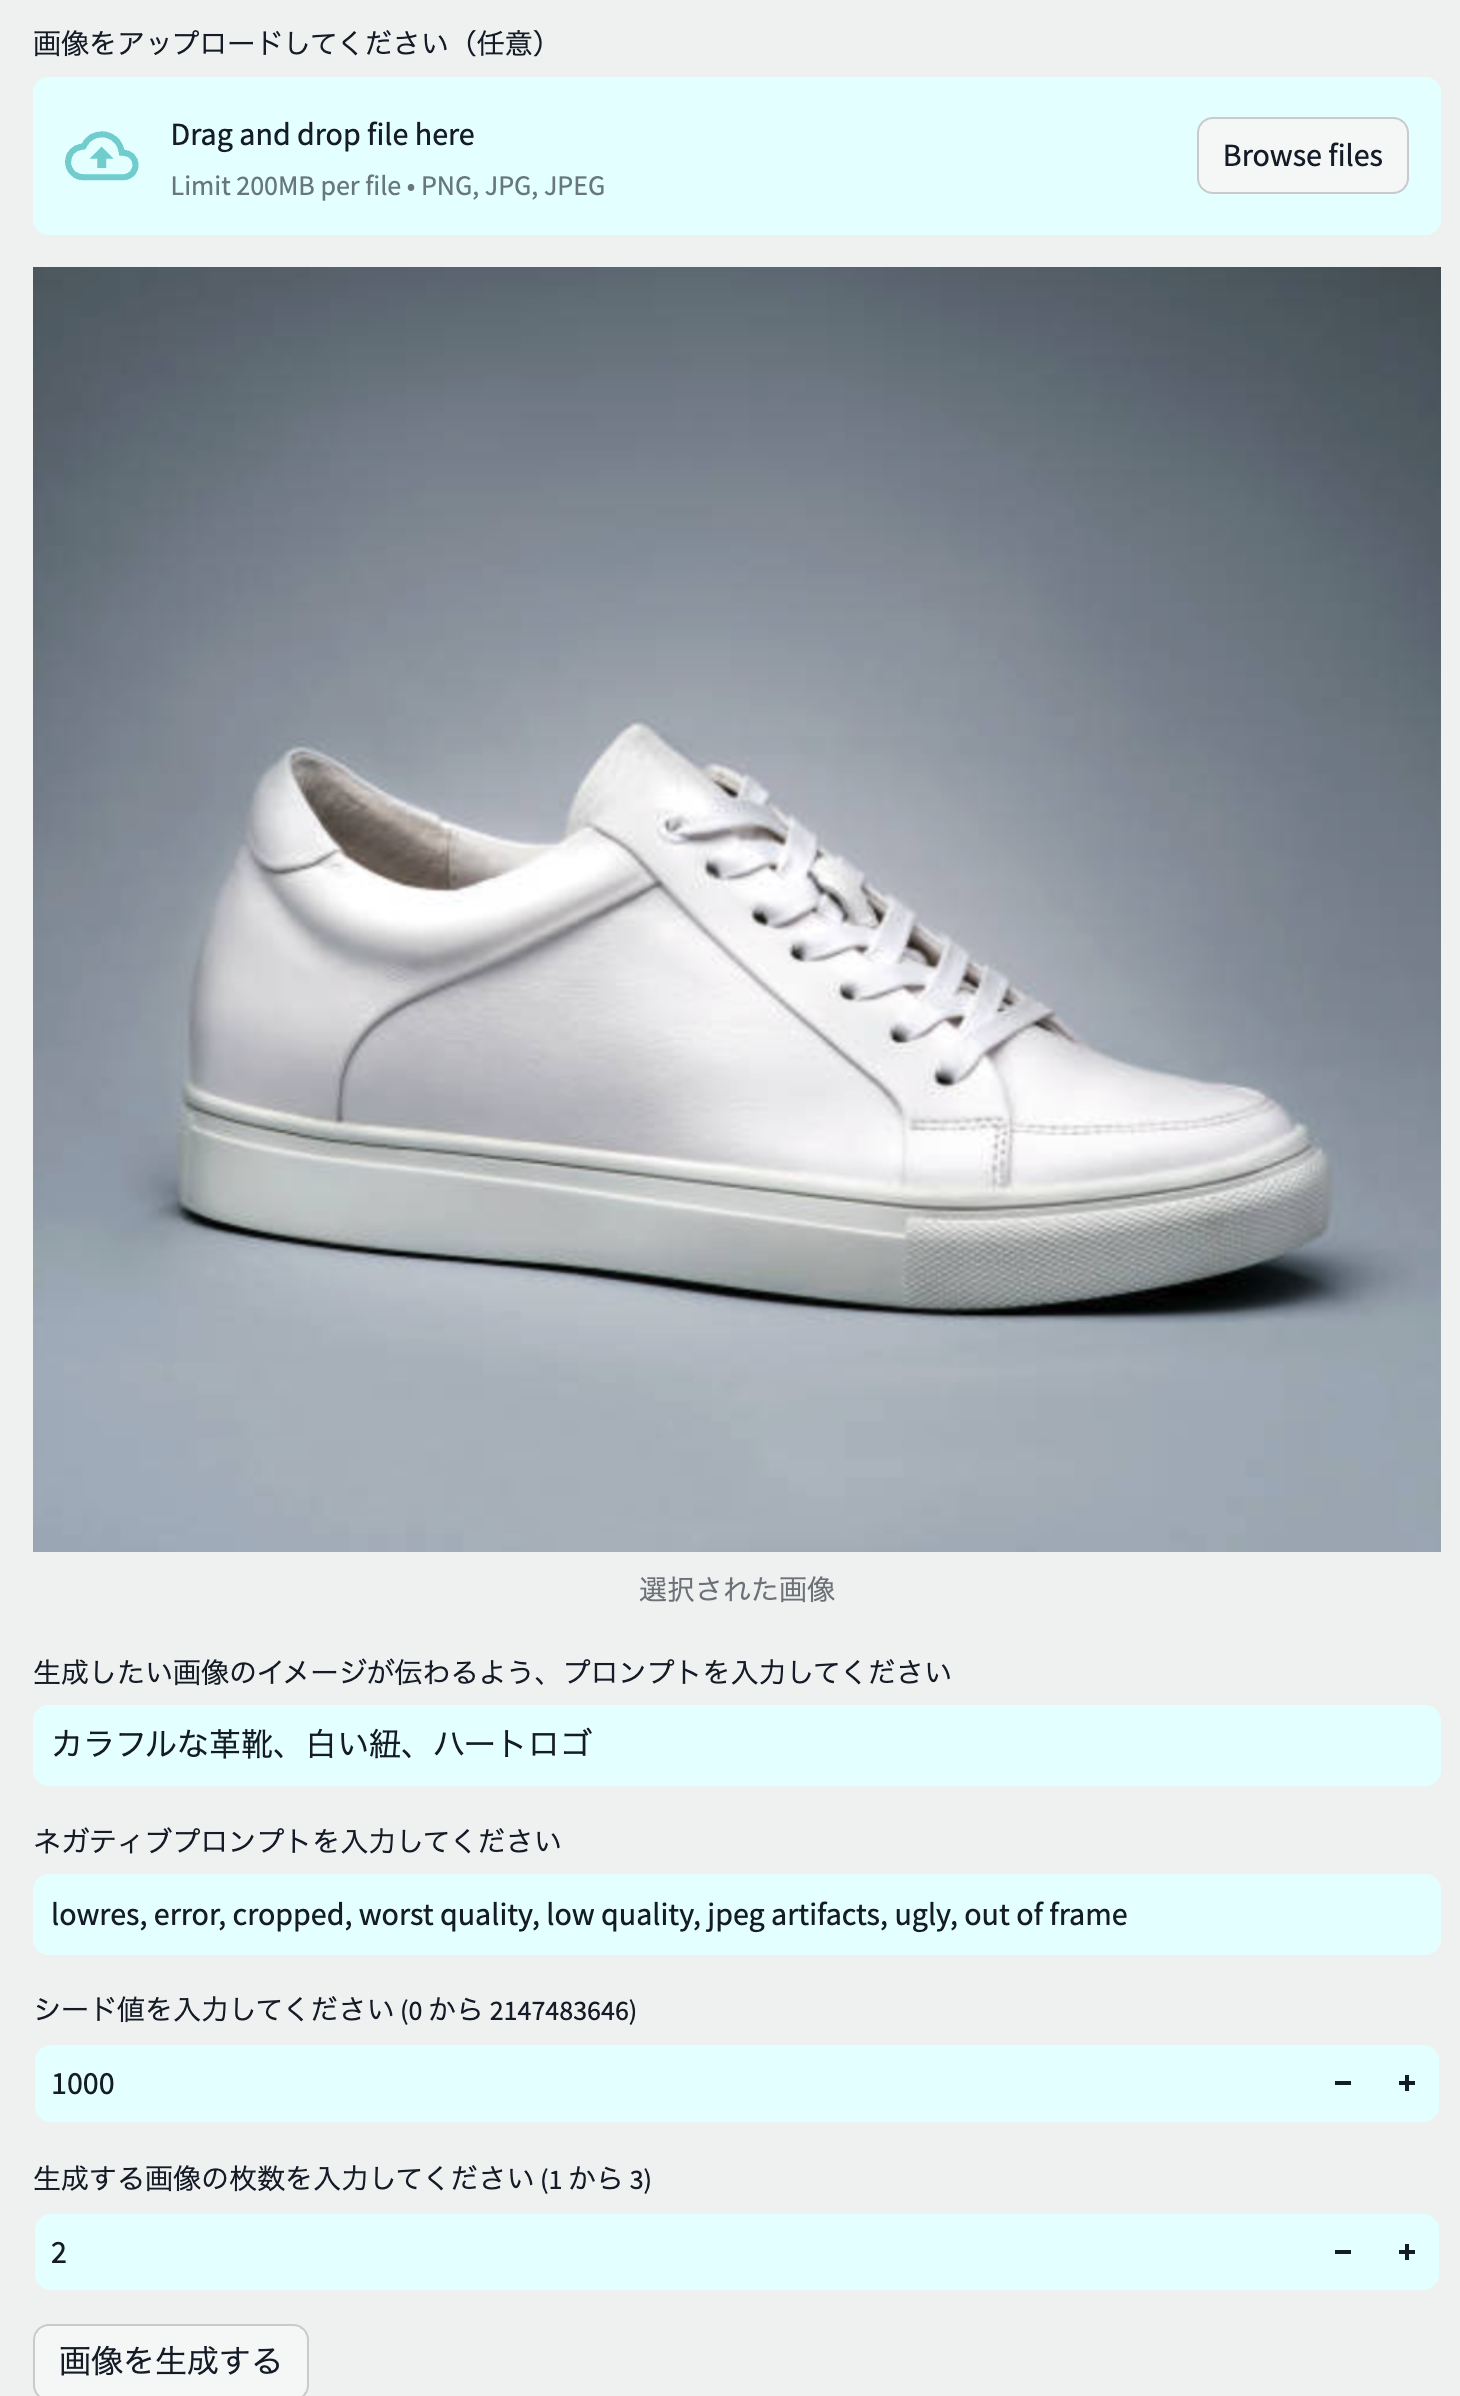 画像をアップロードしてください（任意）
Drag and drop file here
Limit 200MB per file • PNG, JPG, JPEG
Browse files
選択された画像
生成したい画像のイメージが伝わるよう、プロンプトを入力してください
カラフルな革靴、白い紐、ハートロゴ
ネガティブプロンプトを入力してください
lowres, error, cropped, worst quality, low quality, jpeg artifacts, ugly, out of frame
シード値を入力してください (0 から 2147483646)
1000
生成する画像の枚数を入力してください (1 から 3)
2
画像を生成する